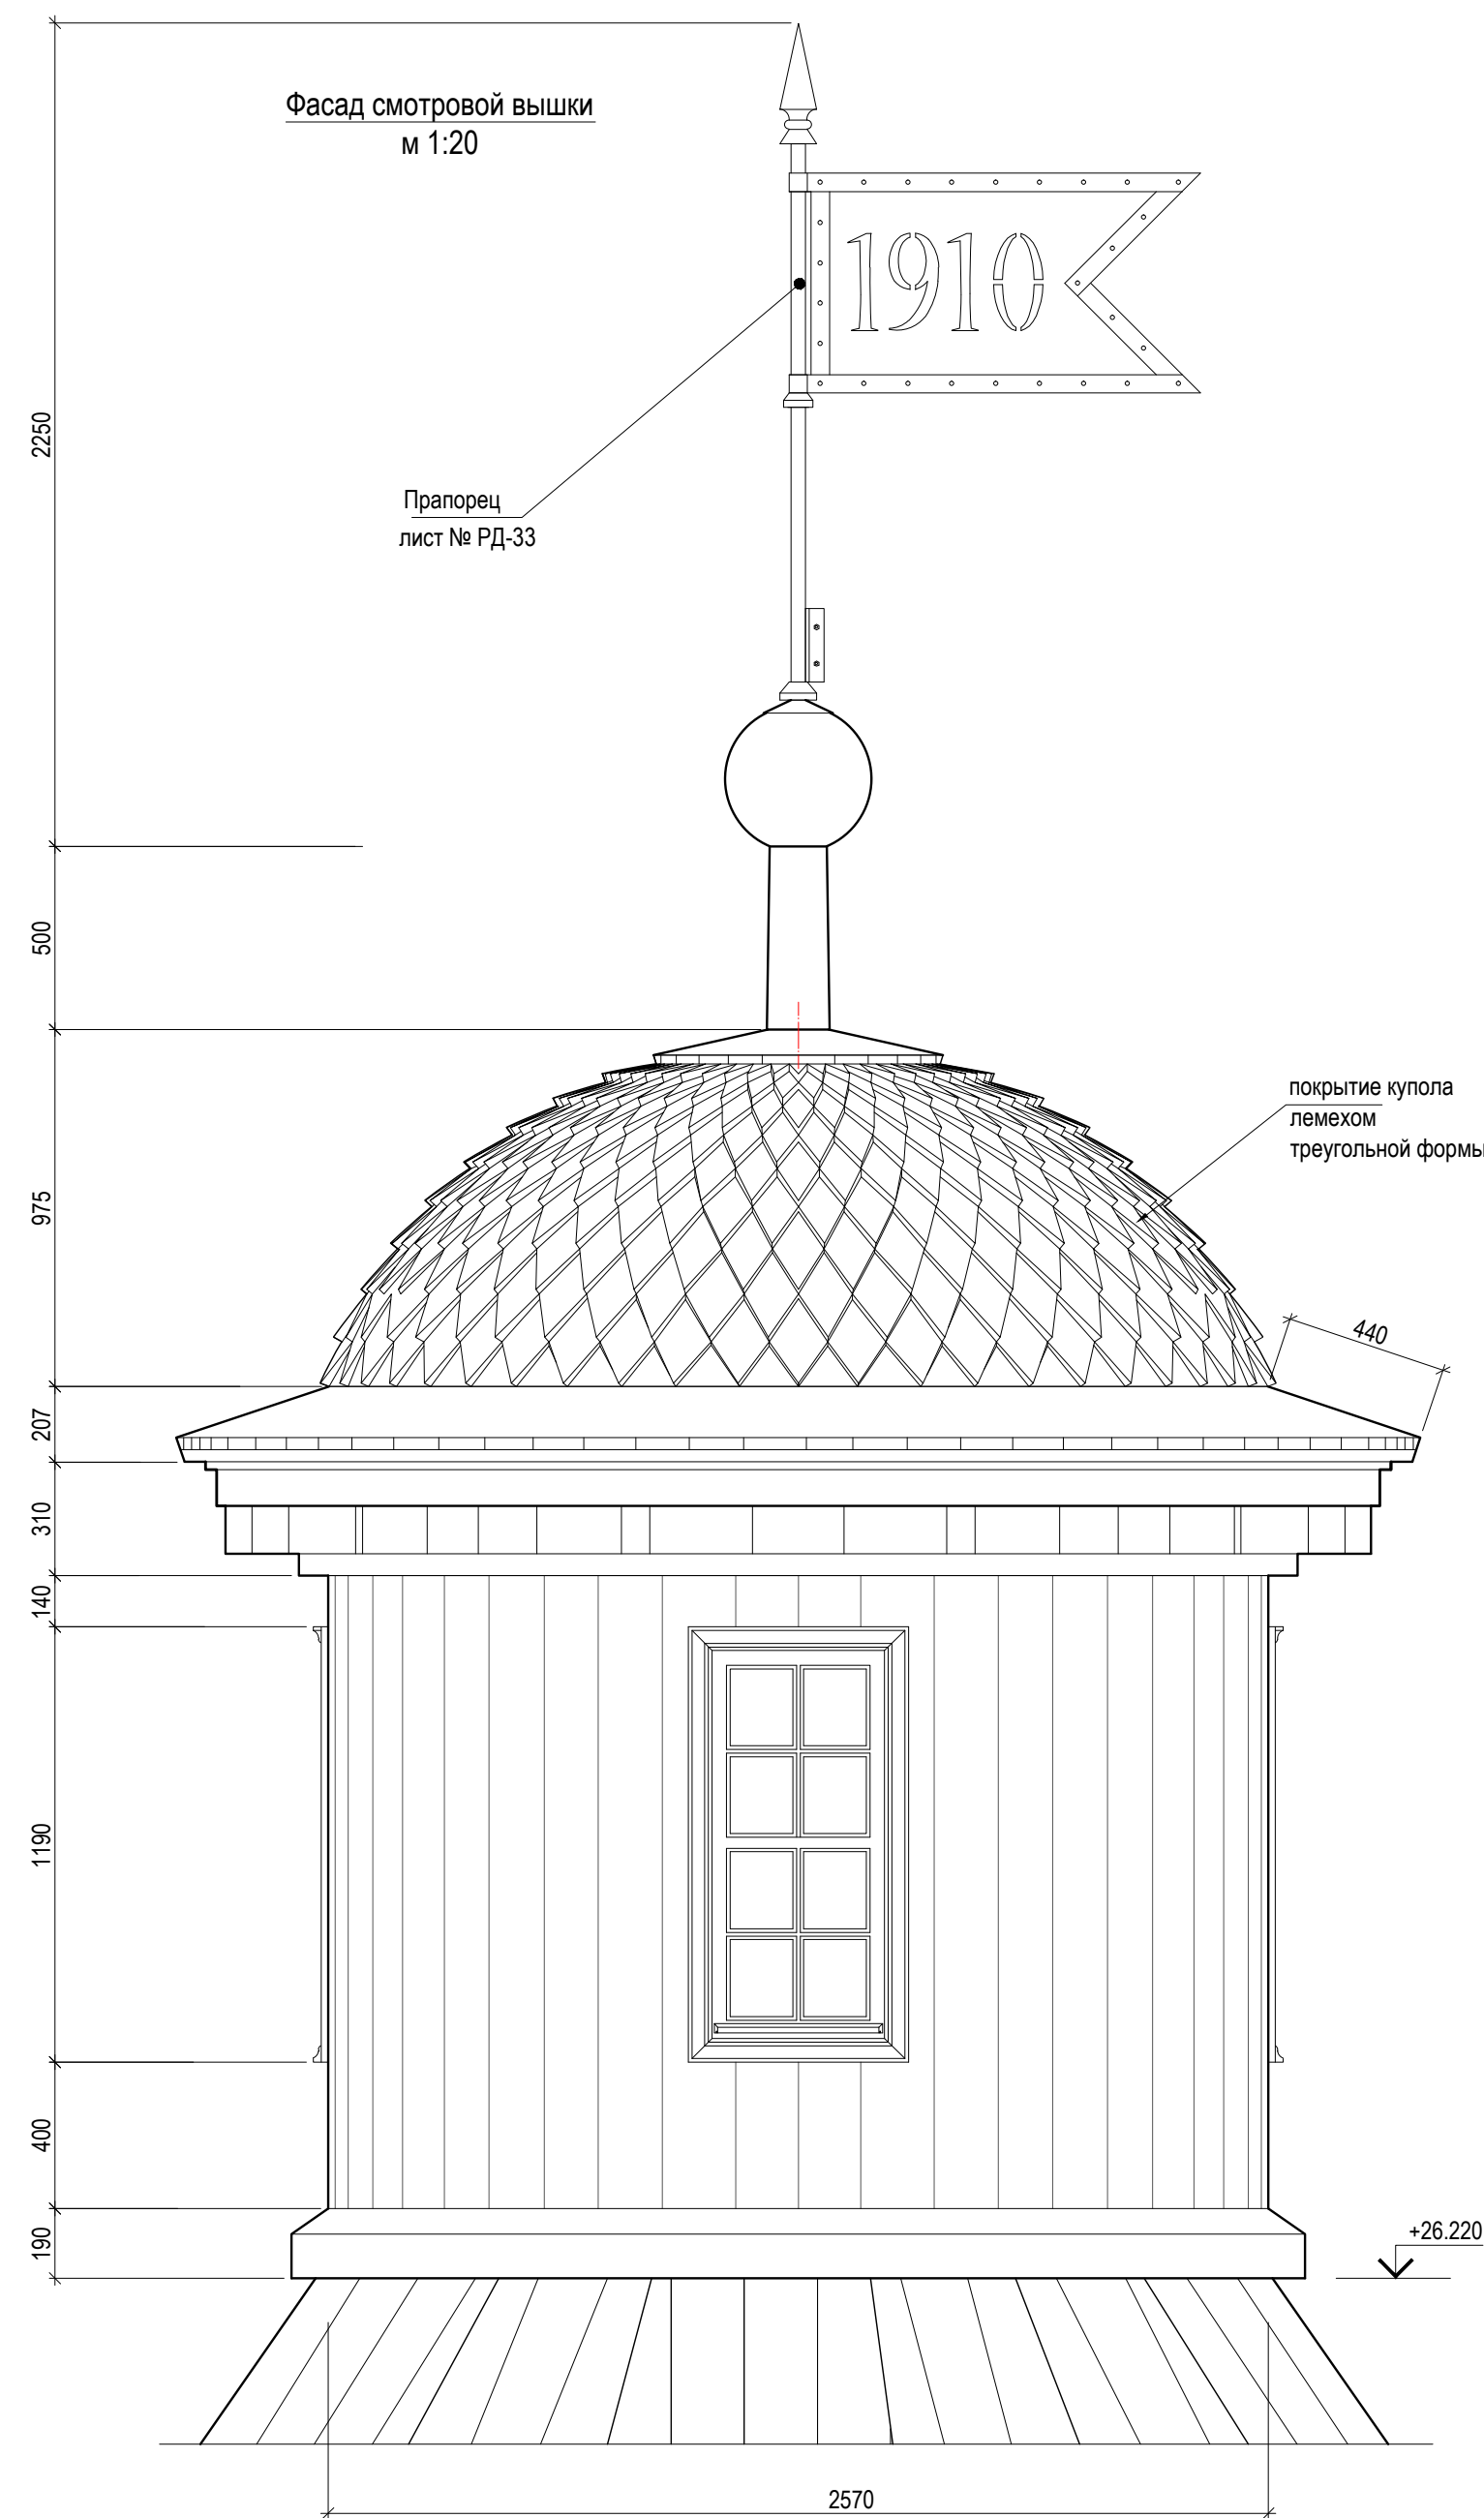 Фасад смотровой вышки
м 1:20
1910
2250
Прапорец
лист № РД-33
500
покрытие купола
лемехом
треугольной формы
975
440
207
310
140
1190
400
190
+26.220
2570